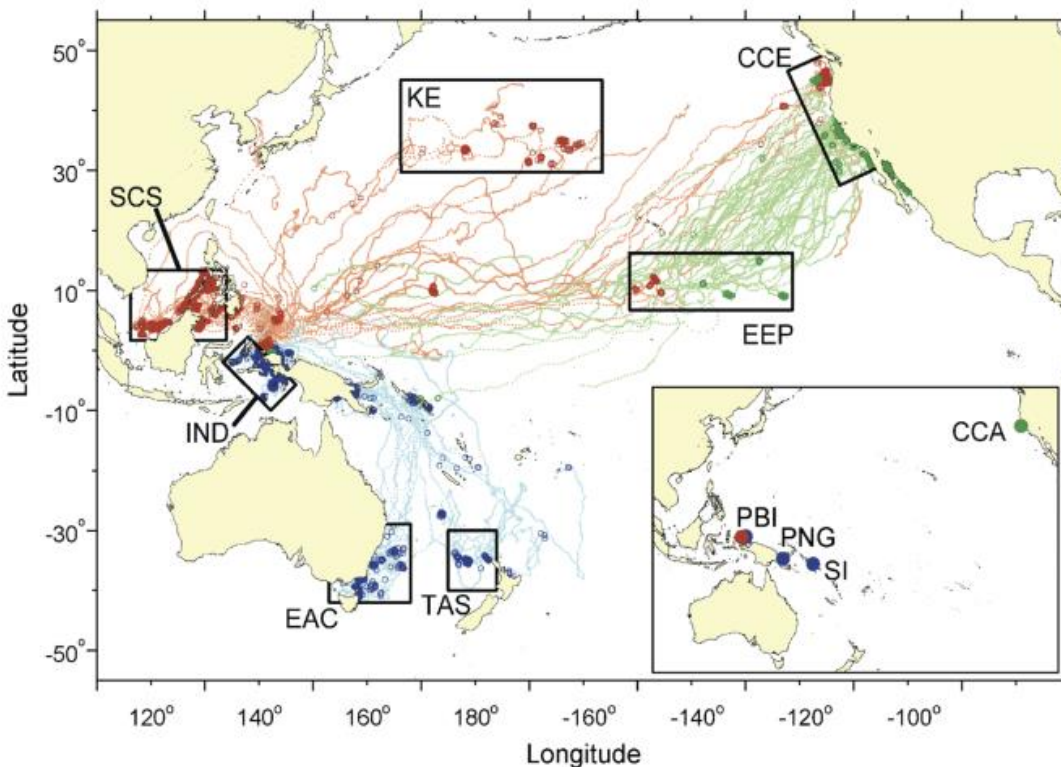 50°
30°
10°
-10°
-30°
-50°
Latitude
SCS
KE
CCE
EEP
IND
EAC
TAS
CCA
PBI
PNG
SI
120°
140°
160°
180°
-160°
-140°
-120°
-100°
Longitude